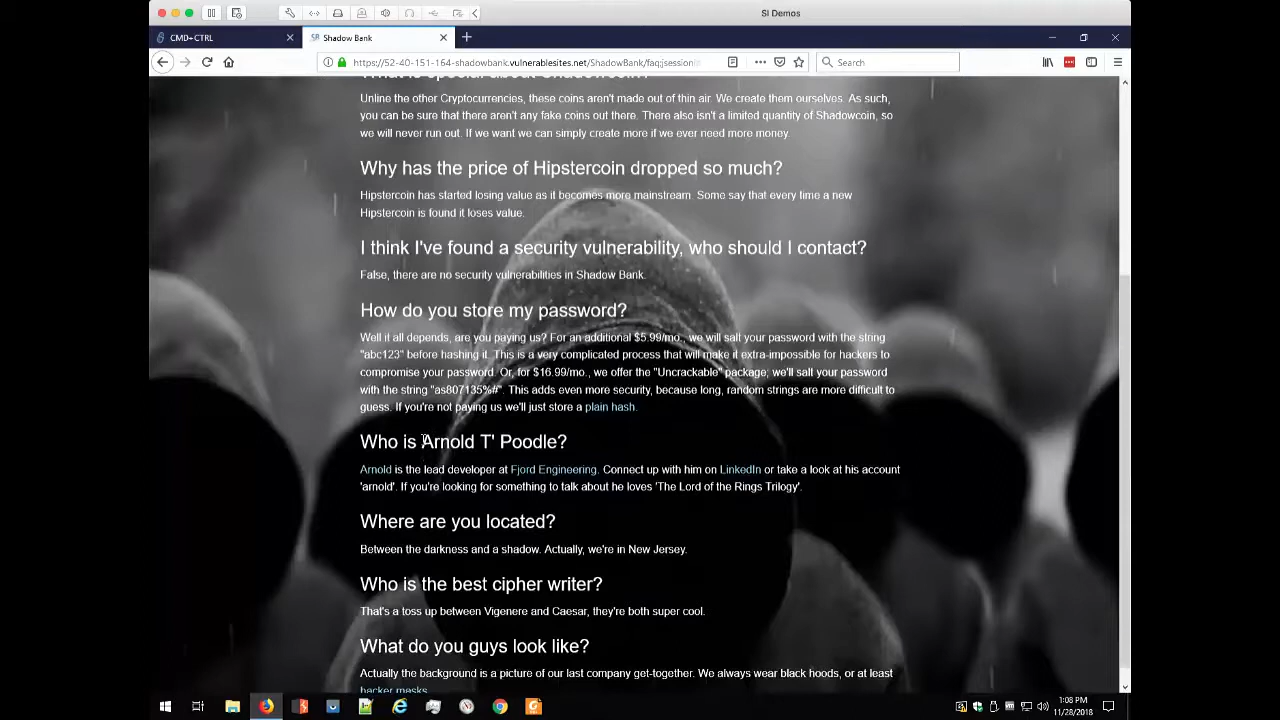 SI Demos
CMD+CTRL
Shadow Bank
https://52-40-151-164-shadowbank.vulnerablesites.net/ShadowBank/faq;jsession
Search
What is special about Shadowcoin?
Unline the other Cryptocurrencies, these coins aren't made out of thin air. We create them ourselves. As such,
you can be sure that there aren't any fake coins out there. There also isn't a limited quantity of Shadowcoin, so
we will never run out. If we want we can simply create more if we ever need more money.
Why has the price of Hipstercoin dropped so much?
Hipstercoin has started losing value as it becomes more mainstream. Some say that every time a new
Hipstercoin is found it loses value.
I think I've found a security vulnerability, who should I contact?
False, there are no security vulnerabilities in Shadow Bank.
How do you store my password?
Well it all depends, are you paying us? For an additional $5.99/mo., we will salt your password with the string
"abc123" before hashing it. This is a very complicated process that will make it extra-impossible for hackers to
compromise your password. Or, for $16.99/mo., we offer the "Uncrackable" package; we'll salt your password
with the string "as807135%#". This adds even more security, because long, random strings are more difficult to
guess. If you're not paying us we'll just store a plain hash.
Who is Arnold T' Poodle?
Arnold is the lead developer at Fjord Engineering. Connect up with him on LinkedIn or take a look at his account
'arnold'. If you're looking for something to talk about he loves 'The Lord of the Rings Trilogy'.
Where are you located?
Between the darkness and a shadow. Actually, we're in New Jersey.
Who is the best cipher writer?
That's a toss up between Vigenere and Caesar, they're both super cool.
What do you guys look like?
Actually the background is a picture of our last company get-together. We always wear black hoods, or at least
hacker masks.
1:08 PM
11/28/2018